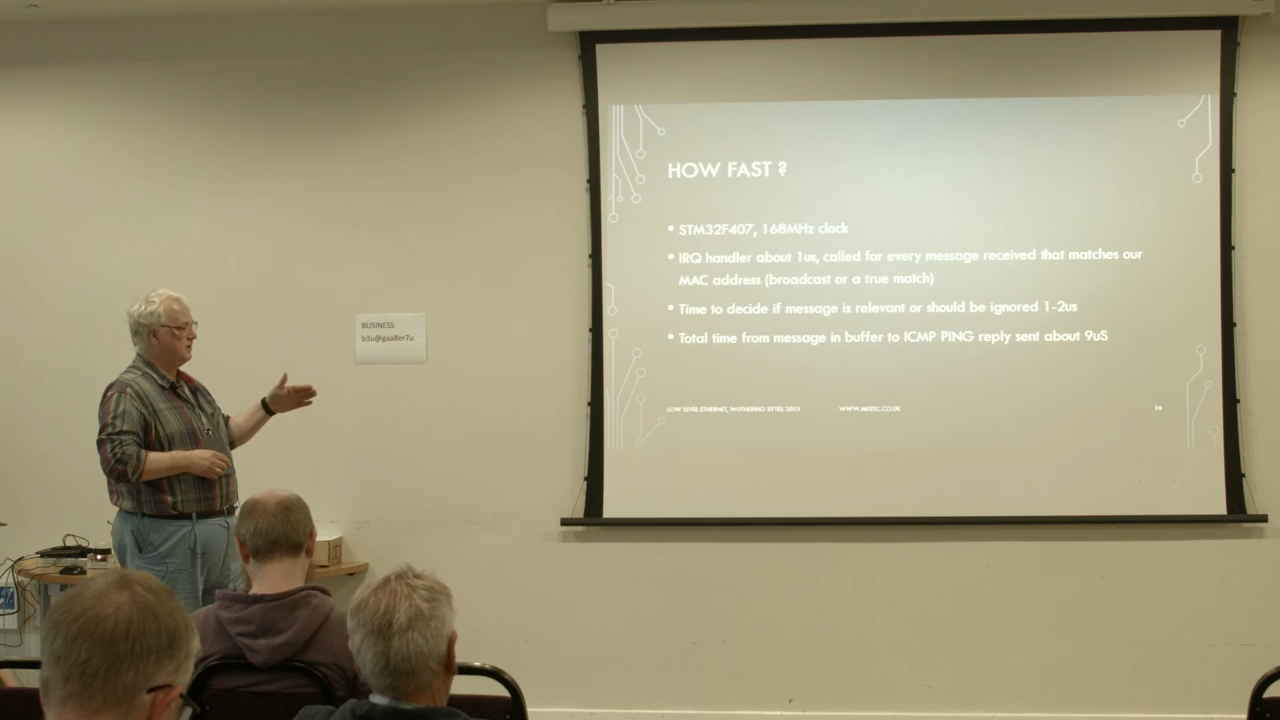 HOW FAST ?
• STM32F407, 168MHz clock
• IRQ handler about 1us, called for every message received that matches our
MAC address (broadcast or a true match)
• Time to decide if message is relevant or should be ignored 1-2us
• Total time from message in buffer to ICMP PING reply sent about 9uS
LOW LEVEL ETHERNET, WUTHERING BYTES 2015
WWW.MKESC.CO.UK
16
BUSINESS
b3u@gaa8er7u